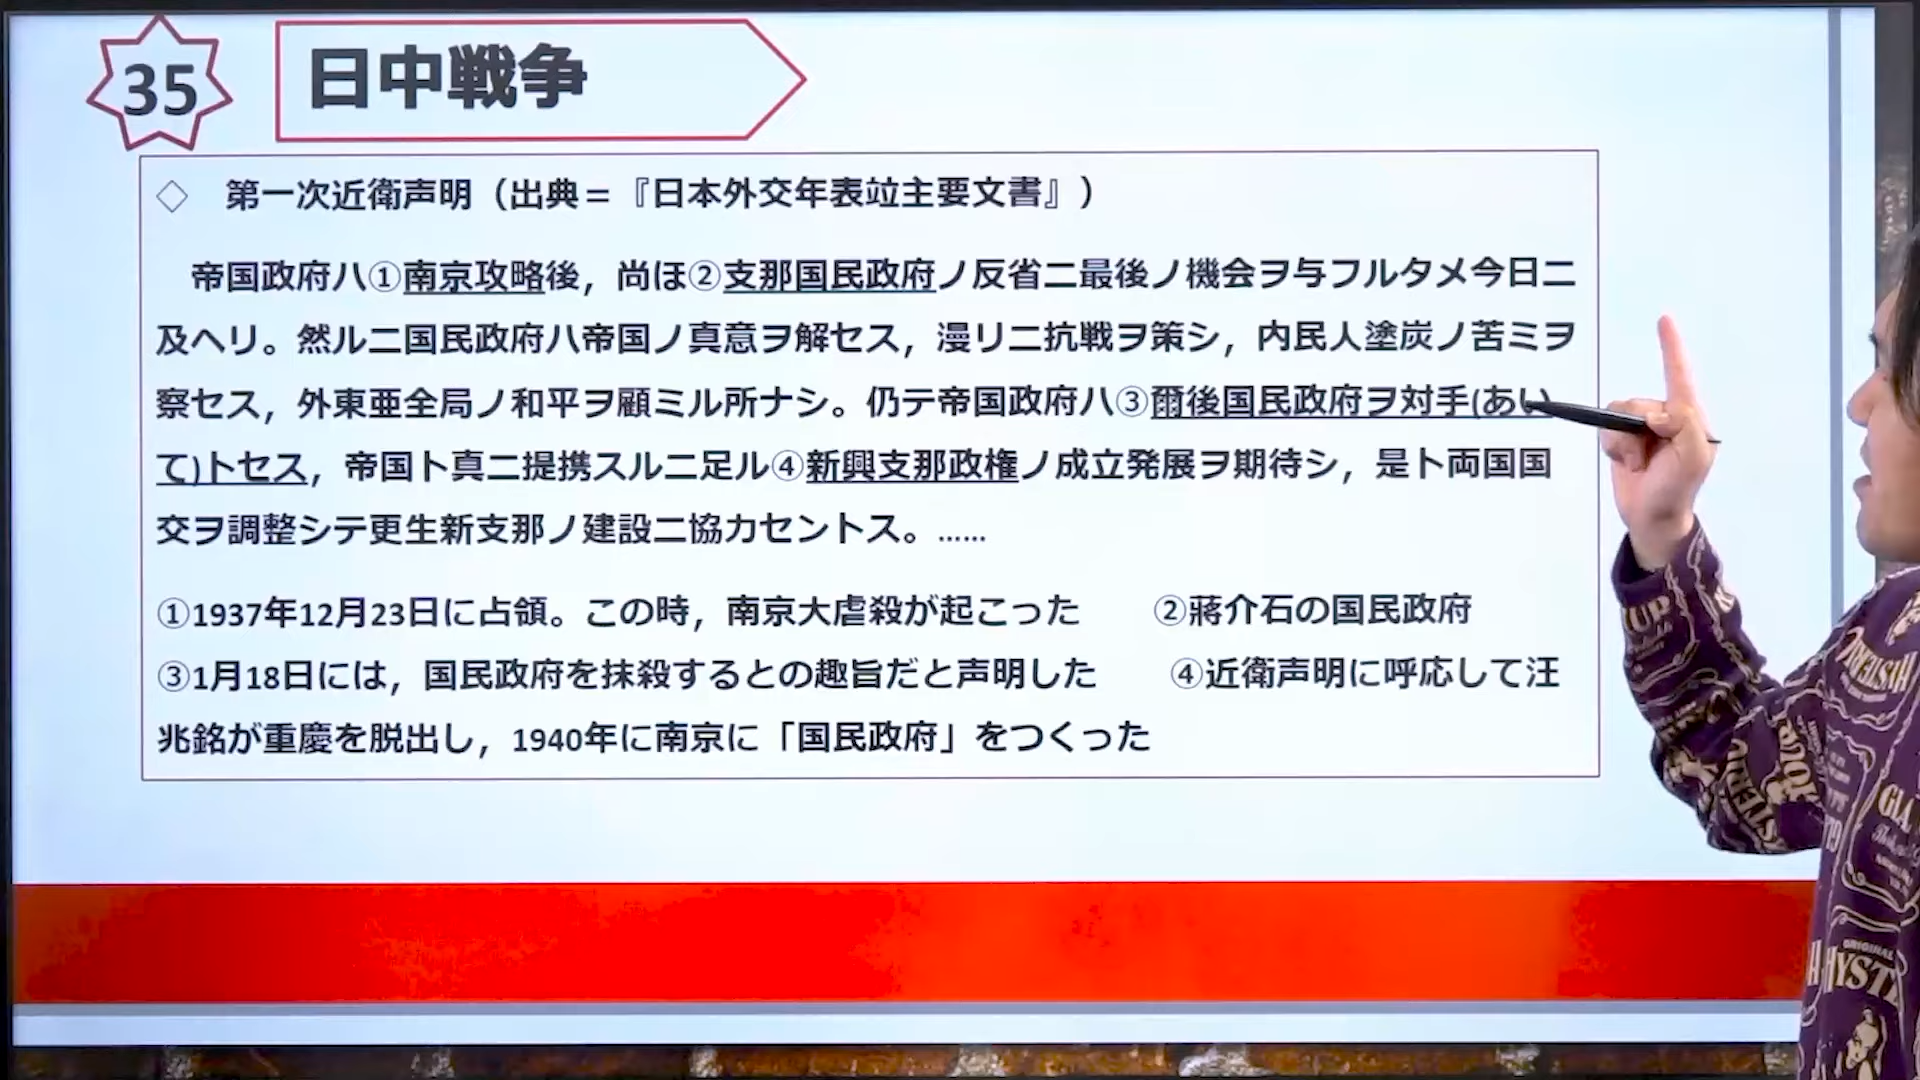 35
日中戦争
◇ 第一次近衛声明（出典＝『日本外交年表竝主要文書』）
帝国政府ハ①南京攻略後，尚ほ②支那国民政府ノ反省ニ最後ノ機会ヲ与フルタメ今日ニ
及ヘリ。然ルニ国民政府ハ帝国ノ真意ヲ解セス，漫リニ抗戦ヲ策シ，内民人塗炭ノ苦ミヲ
察セス，外東亜全局ノ和平ヲ顧ミル所ナシ。仍テ帝国政府ハ③爾後国民政府ヲ対手(あい
て)トセス，帝国ト真ニ提携スルニ足ル④新興支那政権ノ成立発展ヲ期待シ，是ト両国国
交ヲ調整シテ更生新支那ノ建設ニ協力セントス。……
①1937年12月23日に占領。この時，南京大虐殺が起こった ②蔣介石の国民政府
③1月18日には，国民政府を抹殺するとの趣旨だと声明した ④近衛声明に呼応して汪
兆銘が重慶を脱出し，1940年に南京に「国民政府」をつくった